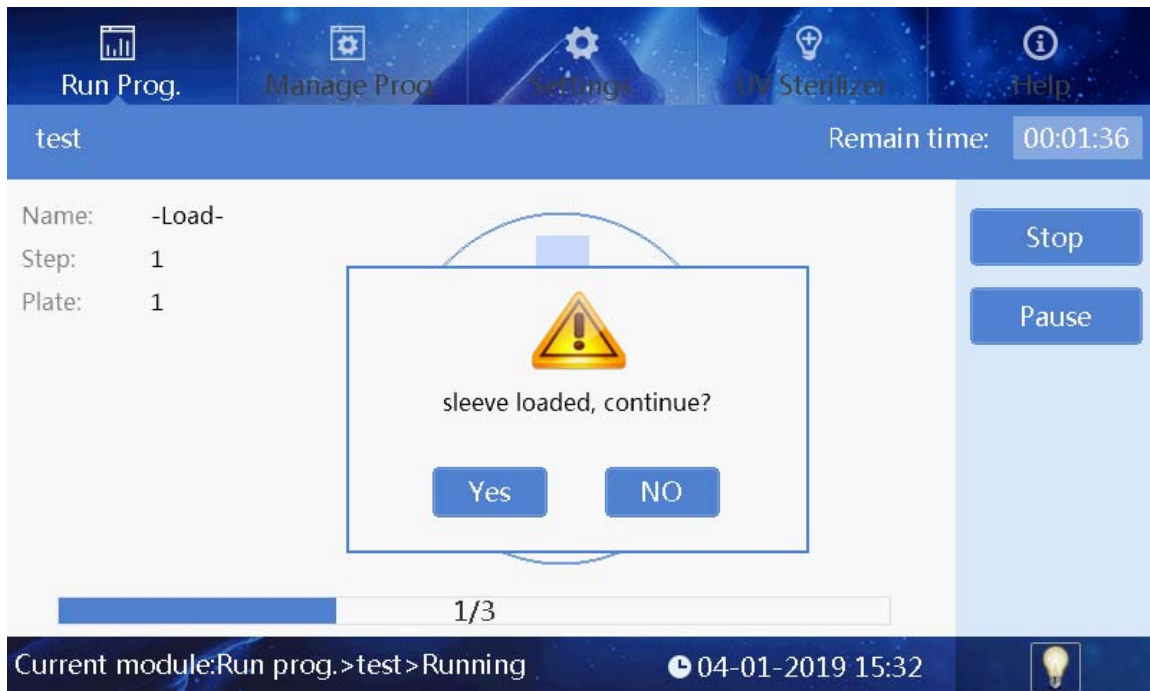 Run Prog.
Manage Prog.
Settings
UV Sterilizer
Help
test
Remain time: 00:01:36
Name: -Load-
Step: 1
Plate: 1
Stop
Pause
sleeve loaded, continue?
Yes
NO
1/3
Current module:Run prog.>test>Running
04-01-2019 15:32